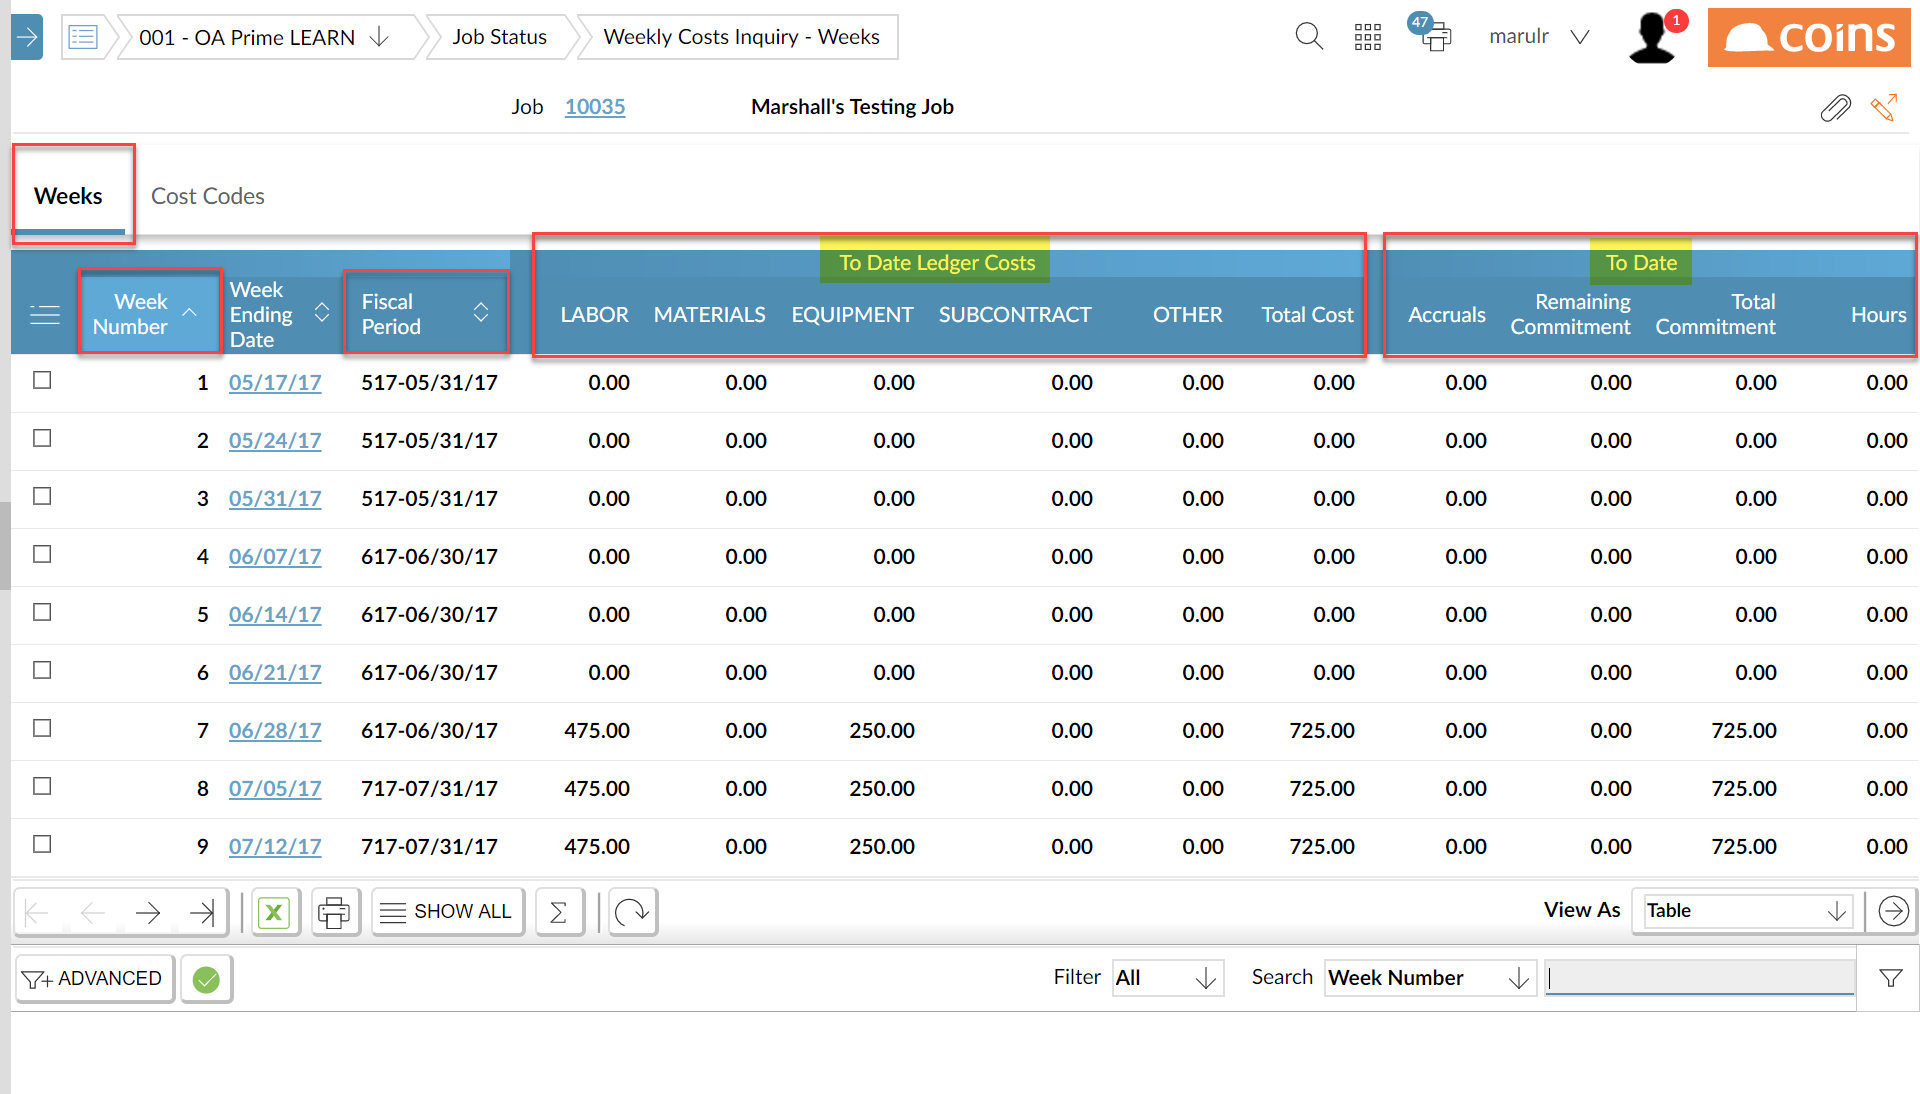 001 - OA Prime LEARN
Job Status
Weekly Costs Inquiry - Weeks
47
marulr
1
coins
Job 10035 Marshall's Testing Job
Weeks Cost Codes
To Date Ledger Costs To Date
Week Number
Week Ending Date
Fiscal Period
LABOR MATERIALS EQUIPMENT SUBCONTRACT OTHER Total Cost Accruals
Remaining Commitment
Total Commitment
Hours
1 05/17/17 517-05/31/17 0.00 0.00 0.00 0.00 0.00 0.00 0.00 0.00 0.00 0.00
2 05/24/17 517-05/31/17 0.00 0.00 0.00 0.00 0.00 0.00 0.00 0.00 0.00 0.00
3 05/31/17 517-05/31/17 0.00 0.00 0.00 0.00 0.00 0.00 0.00 0.00 0.00 0.00
4 06/07/17 617-06/30/17 0.00 0.00 0.00 0.00 0.00 0.00 0.00 0.00 0.00 0.00
5 06/14/17 617-06/30/17 0.00 0.00 0.00 0.00 0.00 0.00 0.00 0.00 0.00 0.00
6 06/21/17 617-06/30/17 0.00 0.00 0.00 0.00 0.00 0.00 0.00 0.00 0.00 0.00
7 06/28/17 617-06/30/17 475.00 0.00 250.00 0.00 0.00 725.00 0.00 0.00 725.00 0.00
8 07/05/17 717-07/31/17 475.00 0.00 250.00 0.00 0.00 725.00 0.00 0.00 725.00 0.00
9 07/12/17 717-07/31/17 475.00 0.00 250.00 0.00 0.00 725.00 0.00 0.00 725.00 0.00
X SHOW ALL Σ View As Table
ADVANCED Filter All Search Week Number